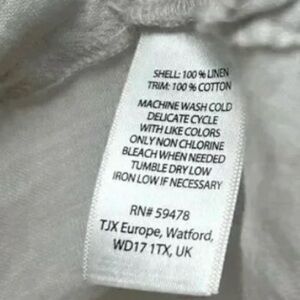 SHELL: 100 % LINEN
TRIM: 100 % COTTON
MACHINE WASH COLD
DELICATE CYCLE
WITH LIKE COLORS
ONLY NON CHLORINE
BLEACH WHEN NEEDED
TUMBLE DRY LOW
IRON LOW IF NECESSARY
RN# 59478
TJX Europe, Watford,
WD17 1TX, UK